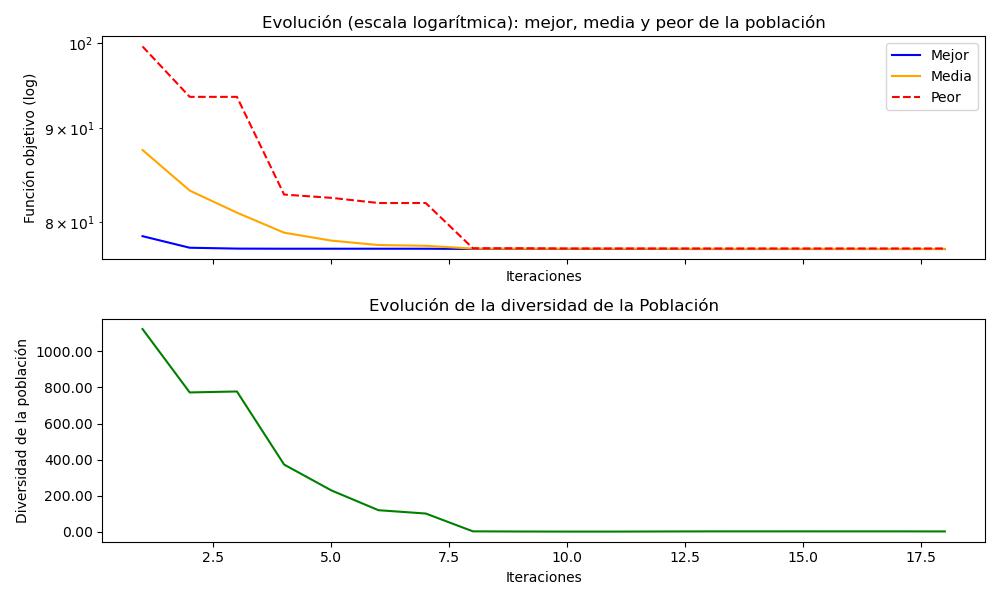 Evolución (escala logarítmica): mejor, media y peor de la población
Función objetivo (log)
10²
9 × 10¹
8 × 10¹
Mejor
Media
Peor
Iteraciones
Evolución de la diversidad de la Población
Diversidad de la población
1000.00
800.00
600.00
400.00
200.00
0.00
2.5 5.0 7.5 10.0 12.5 15.0 17.5
Iteraciones